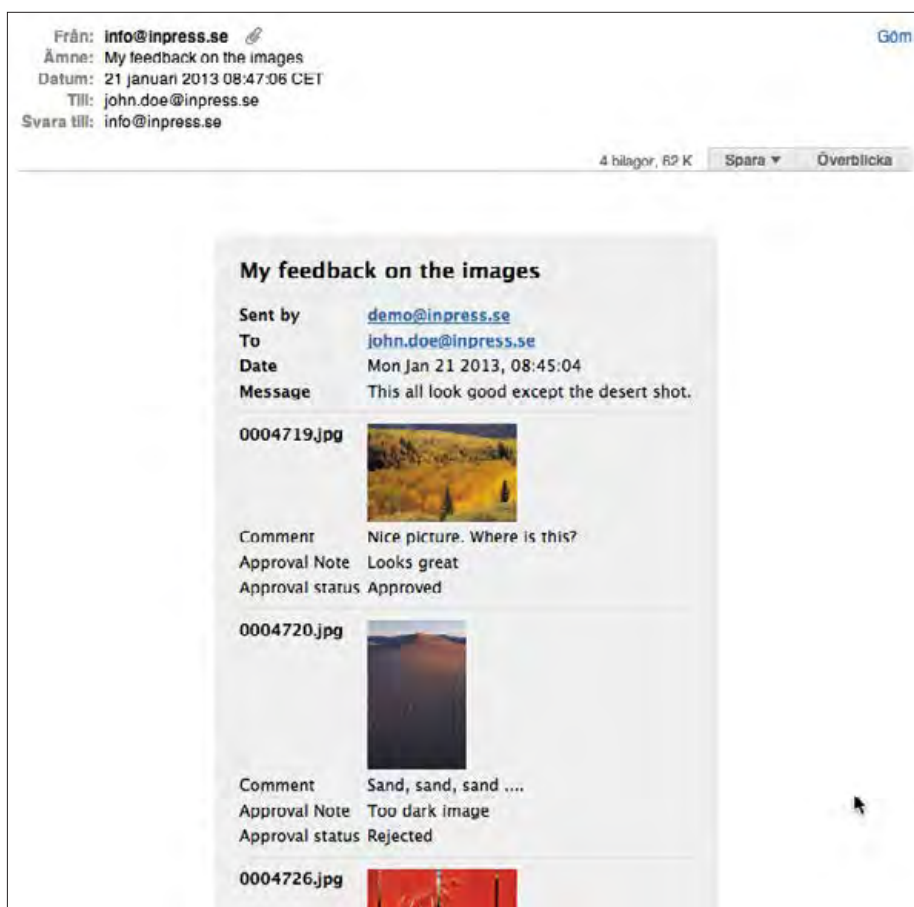 Från: info@inpress.se
Göm
Ämne: My feedback on the images
Datum: 21 januari 2013 08:47:06 CET
Till: john.doe@inpress.se
Svara till: info@inpress.se
4 bilagor, 62 K Spara ▾ Överblicka
My feedback on the images
Sent by demo@inpress.se
To john.doe@inpress.se
Date Mon Jan 21 2013, 08:45:04
Message This all look good except the desert shot.
0004719.jpg
Comment Nice picture. Where is this?
Approval Note Looks great
Approval status Approved
0004720.jpg
Comment Sand, sand, sand ....
Approval Note Too dark image
Approval status Rejected
0004726.jpg